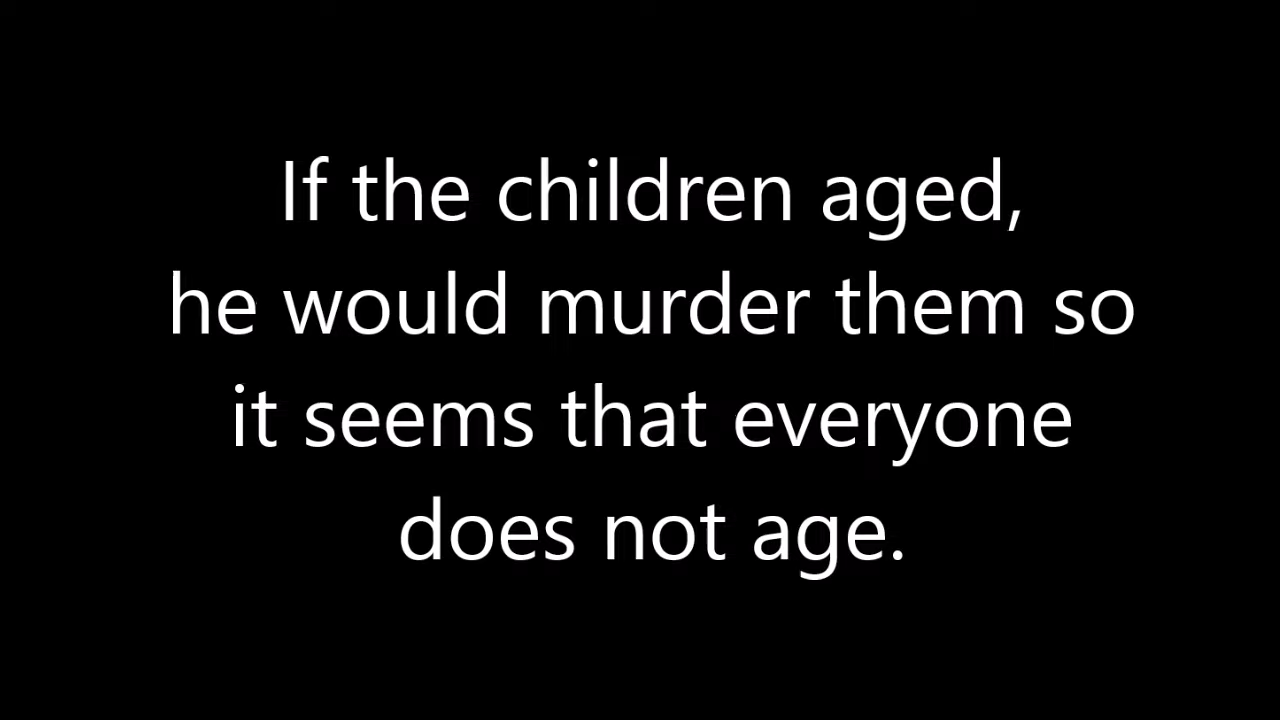 If the children aged,
he would murder them so
it seems that everyone
does not age.